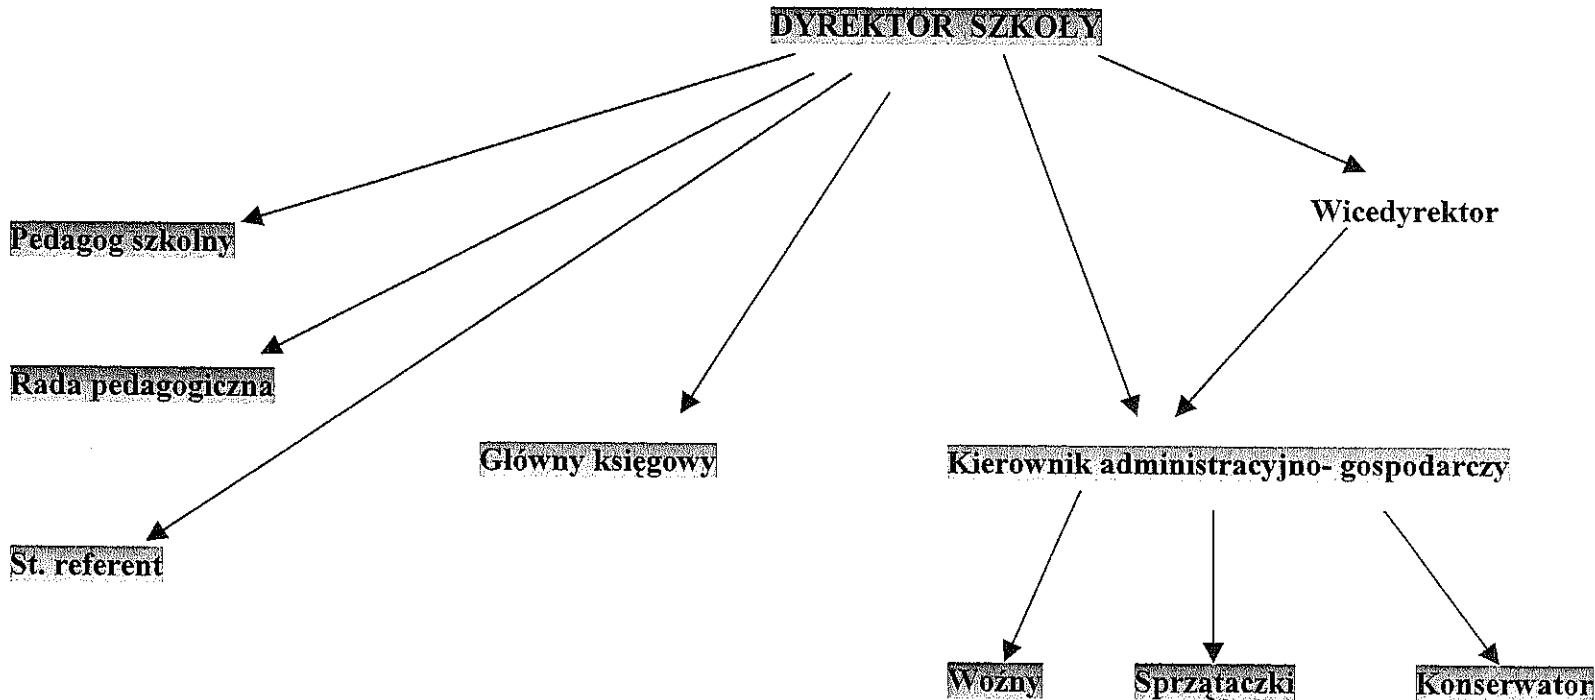 DYREKTOR SZKOŁY
Wicedyrektor
Pedagog szkolny
Rada pedagogiczna
Główny księgowy
Kierownik administracyjno- gospodarczy
St. referent
Woźny
Sprzątaczki
Konserwator